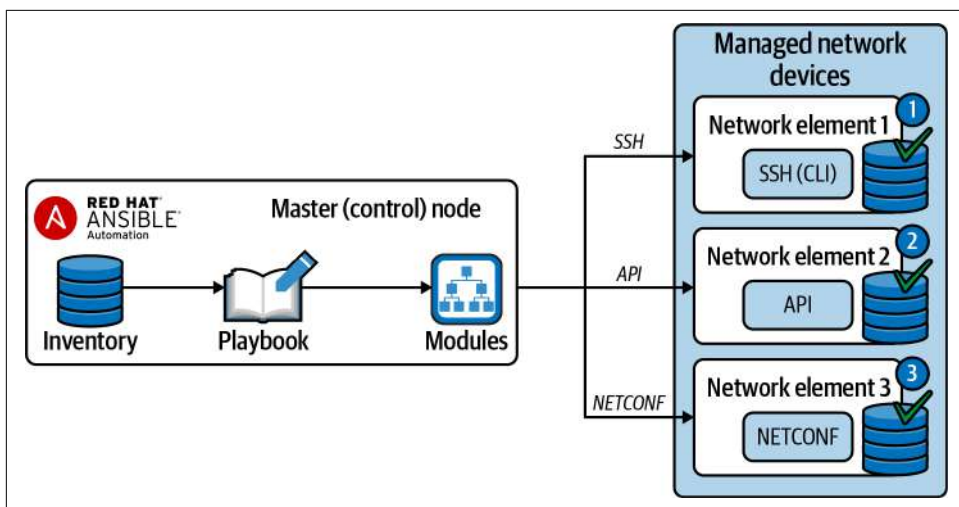 Managed network
devices
1
Network element 1
SSH
SSH (CLI)
RED HAT
ANSIBLE
Automation
Master (control) node
2
Network element 2
API
API
Inventory
Playbook
Modules
3
Network element 3
NETCONF
NETCONF